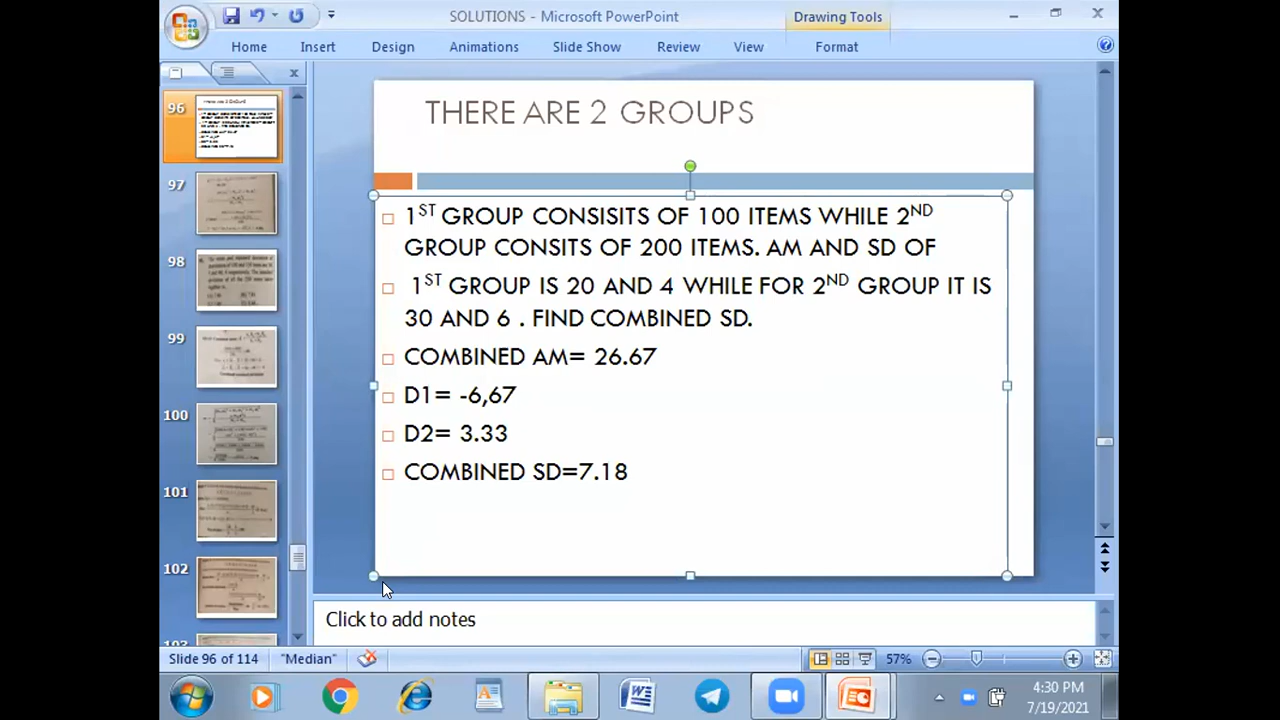 SOLUTIONS - Microsoft PowerPoint
Drawing Tools
Home Insert Design Animations Slide Show Review View Format
96
THERE ARE 2 GROUPS
97
98
99
100
101
102
THERE ARE 2 GROUPS
1ST GROUP CONSISITS OF 100 ITEMS WHILE 2ND
GROUP CONSITS OF 200 ITEMS. AM AND SD OF
1ST GROUP IS 20 AND 4 WHILE FOR 2ND GROUP IT IS
30 AND 6 . FIND COMBINED SD.
COMBINED AM= 26.67
D1= -6,67
D2= 3.33
COMBINED SD=7.18
Click to add notes
Slide 96 of 114 "Median" 57%
4:30 PM
7/19/2021